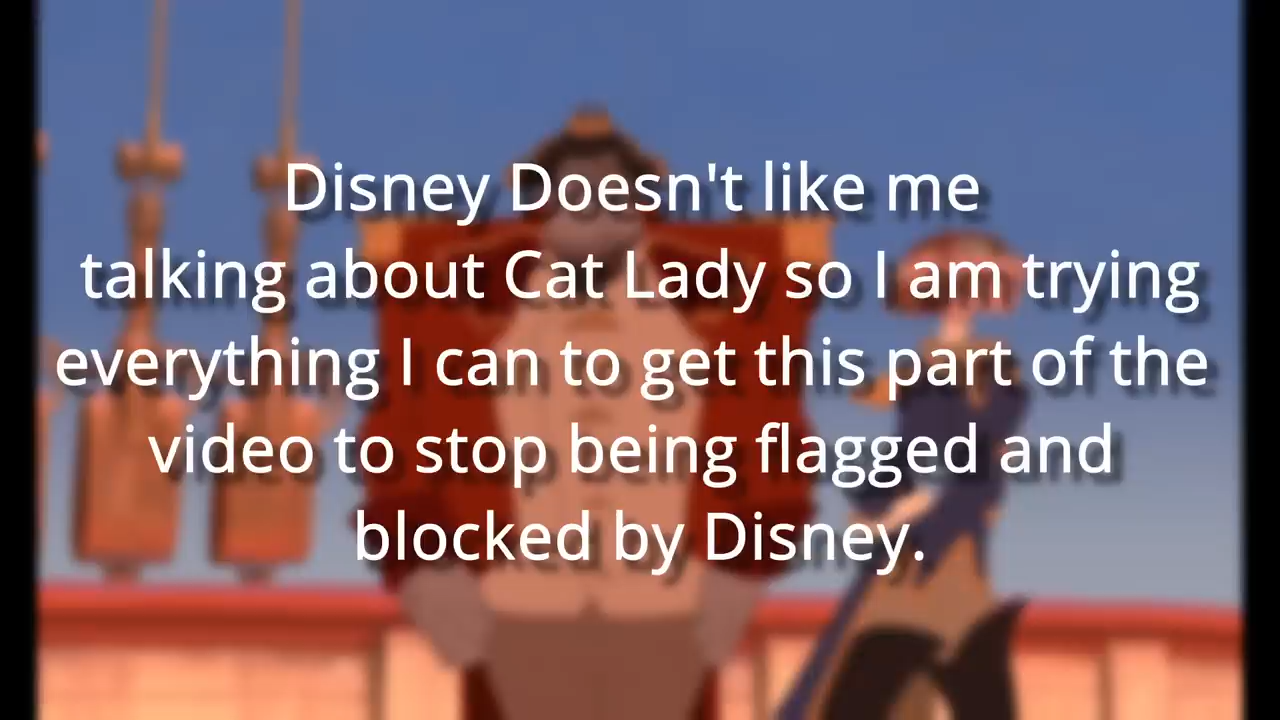 Disney Doesn't like me
talking about Cat Lady so I am trying
everything I can to get this part of the
video to stop being flagged and
blocked by Disney.